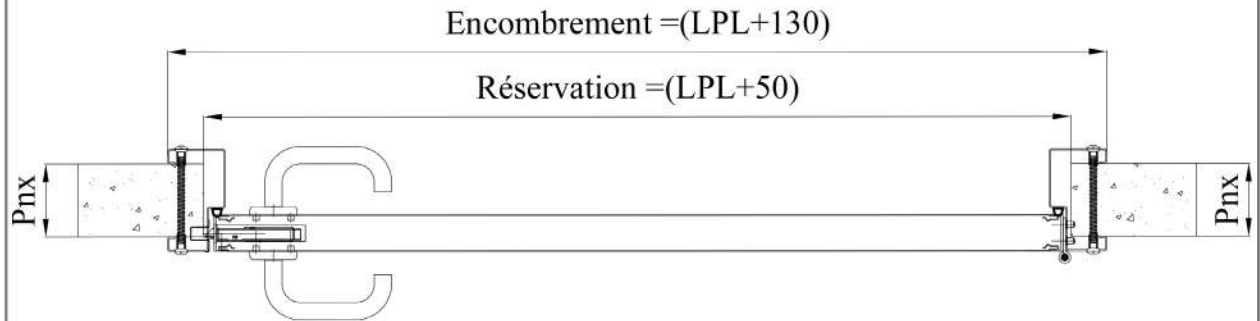 Encombrement =(LPL+130)
Réservation =(LPL+50)
Pnx
Pnx